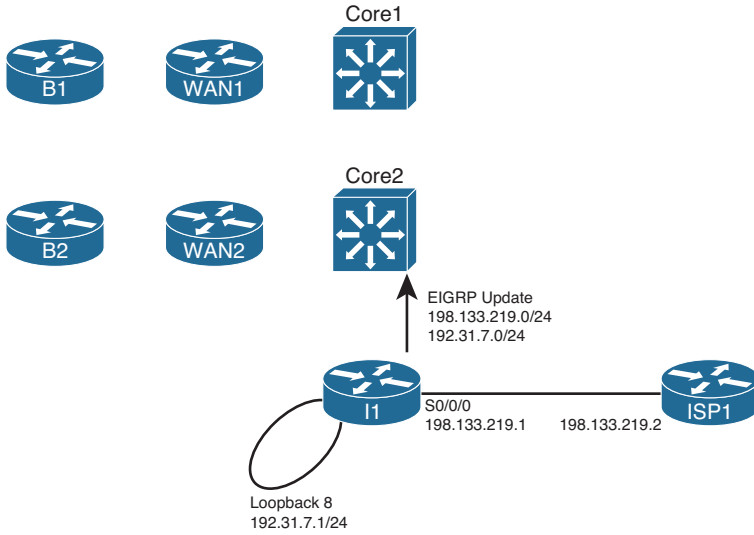 Core1
B1
WAN1
Core2
B2
WAN2
EIGRP Update
198.133.219.0/24
192.31.7.0/24
I1
S0/0/0
198.133.219.1
198.133.219.2
ISP1
Loopback 8
192.31.7.1/24